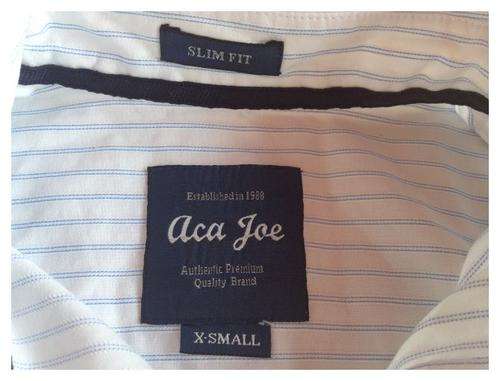 SLIM FIT
Established in 1988
Aca Joe
Authentic Premium
Quality Brand
X-SMALL